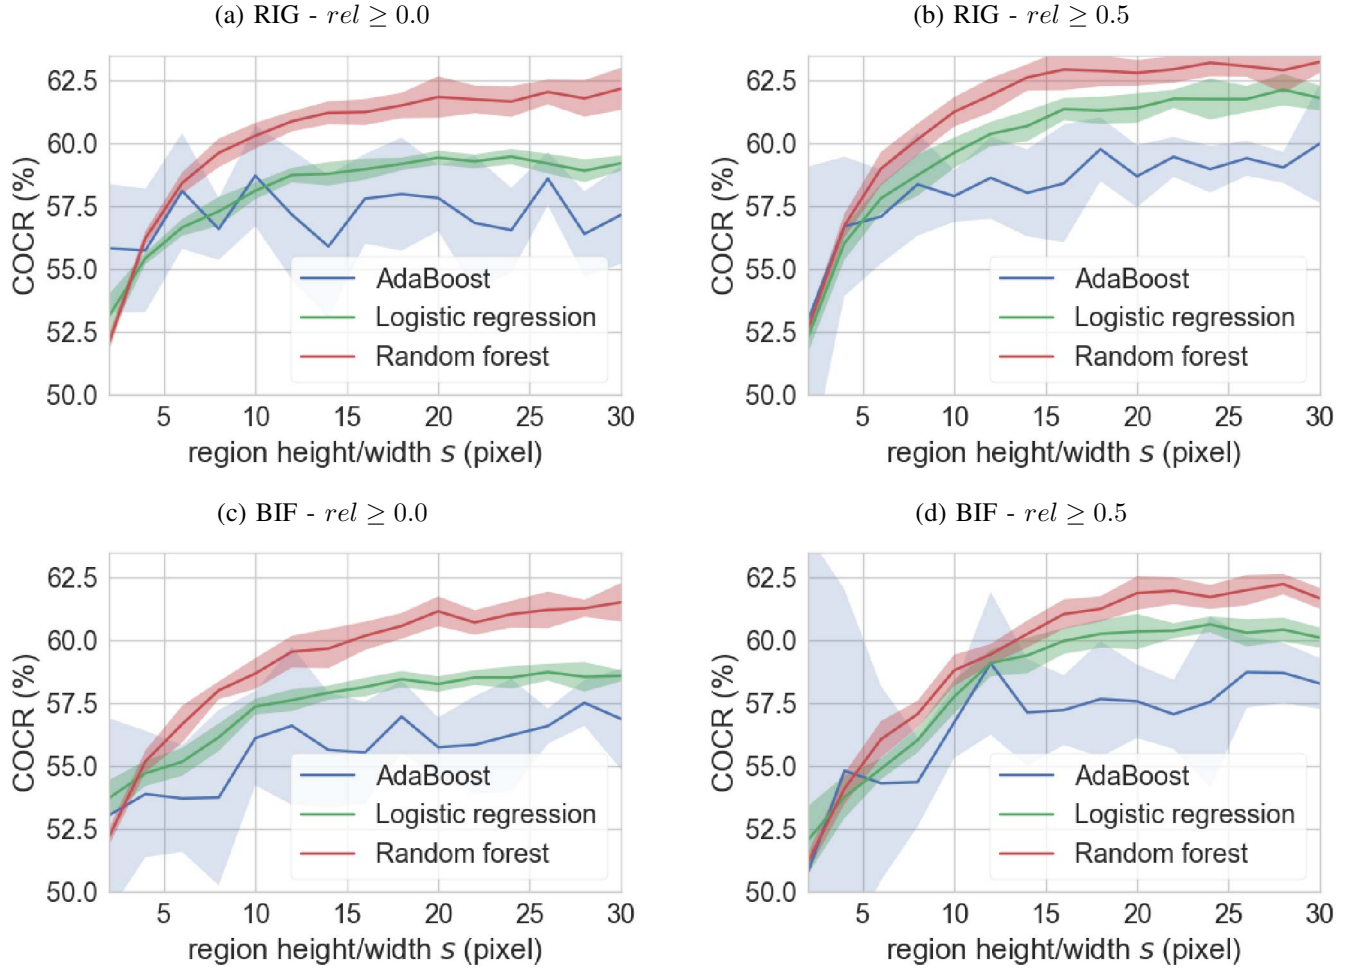 (a) RIG - rel ≥ 0.0
62.5
60.0
57.5
55.0
52.5
50.0
COCR (%)
AdaBoost
Logistic regression
Random forest
5 10 15 20 25 30
region height/width s (pixel)
(b) RIG - rel ≥ 0.5
62.5
60.0
57.5
55.0
52.5
50.0
COCR (%)
AdaBoost
Logistic regression
Random forest
5 10 15 20 25 30
region height/width s (pixel)
(c) BIF - rel ≥ 0.0
62.5
60.0
57.5
55.0
52.5
50.0
COCR (%)
AdaBoost
Logistic regression
Random forest
5 10 15 20 25 30
region height/width s (pixel)
(d) BIF - rel ≥ 0.5
62.5
60.0
57.5
55.0
52.5
50.0
COCR (%)
AdaBoost
Logistic regression
Random forest
5 10 15 20 25 30
region height/width s (pixel)